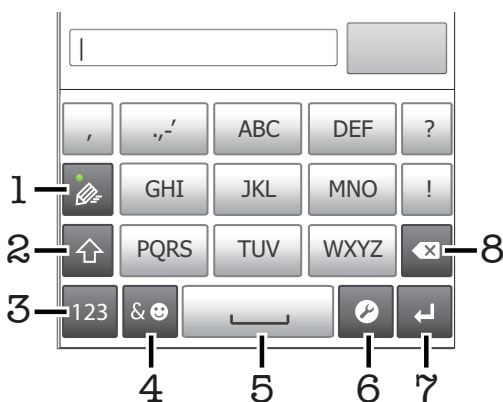 , .,-′ ABC DEF ?
1 GHI JKL MNO !
2 PQRS TUV WXYZ 8
3 123 &
4 5 6 7